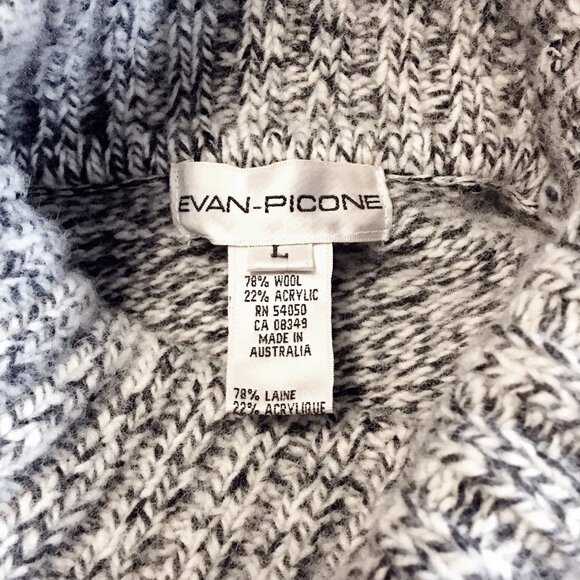 EVAN-PICONE
L
78% WOOL
22% ACRYLIC
RN 54050
CA 08349
MADE IN
AUSTRALIA
78% LAINE
22% ACRYLIQUE